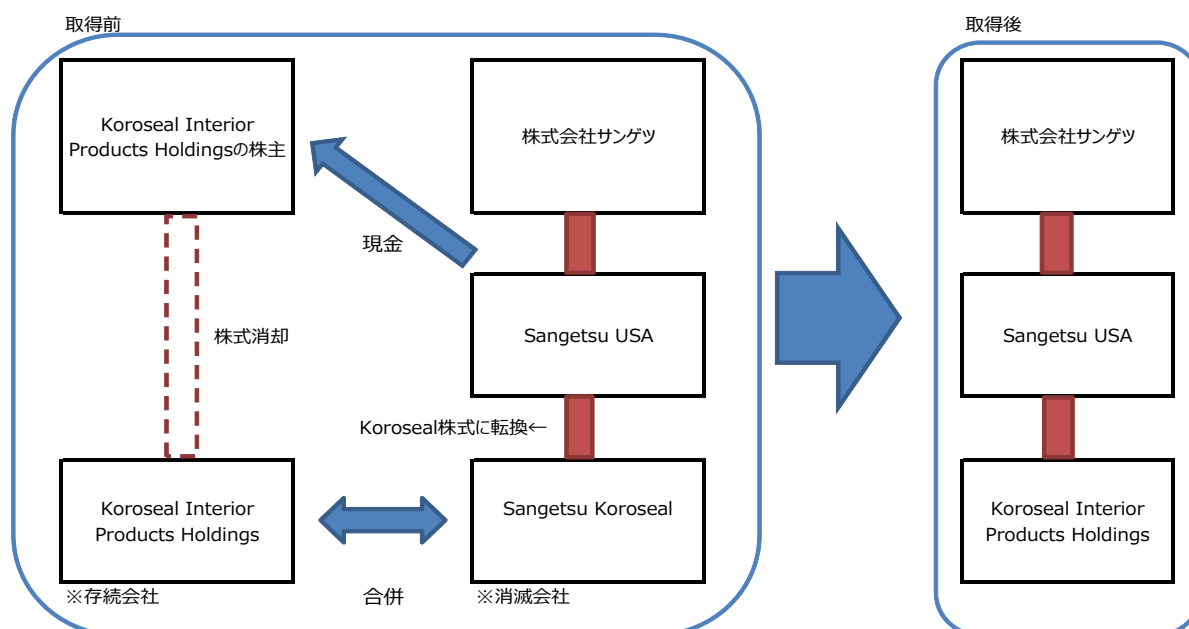 取得前
Koroseal Interior
Products Holdingsの株主
株式会社サンゲツ
現金
株式消却
Sangetsu USA
Koroseal株式に転換←
Koroseal Interior
Products Holdings
Sangetsu Koroseal
※存続会社
合併
※消滅会社
取得後
株式会社サンゲツ
Sangetsu USA
Koroseal Interior
Products Holdings